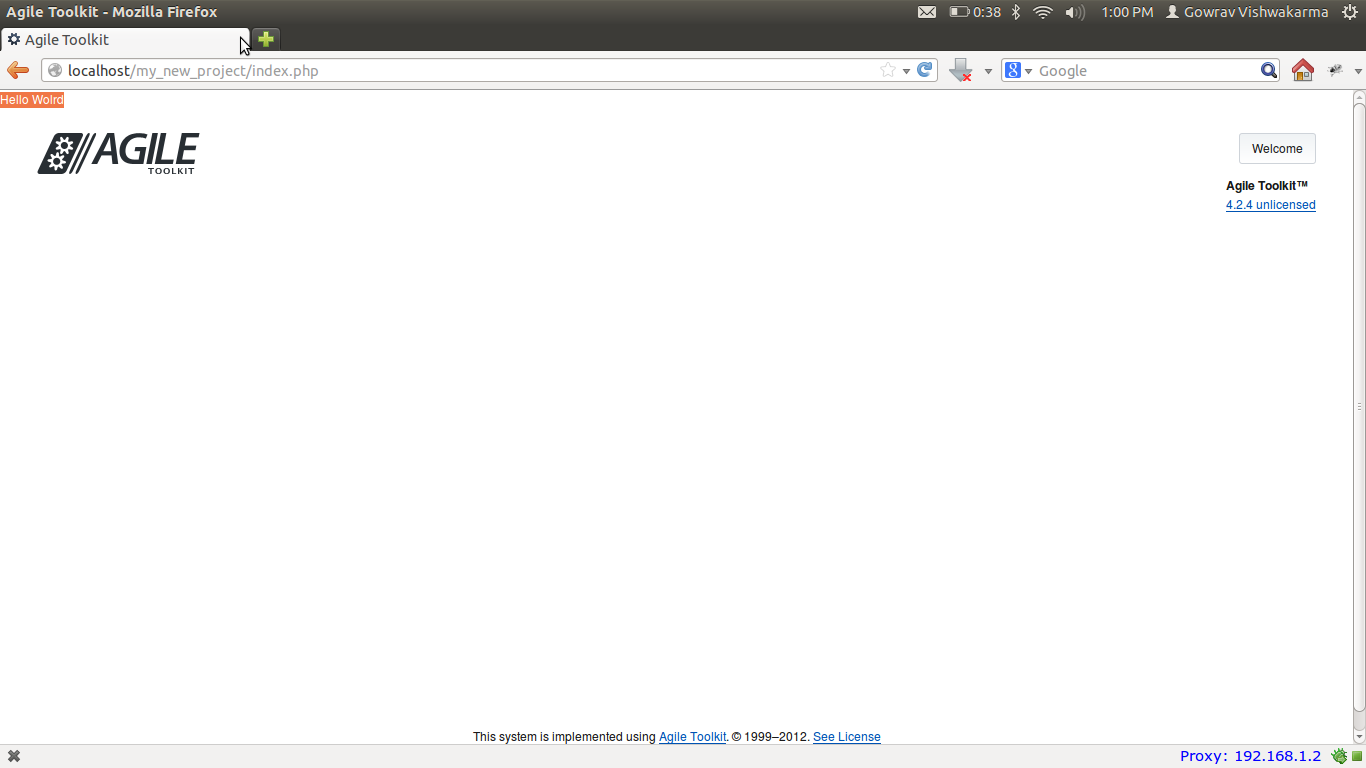 Agile Toolkit - Mozilla Firefox
0:38
1:00 PM
Gowrav Vishwakarma
Agile Toolkit
localhost/my_new_project/index.php
8
Google
Hello Wolrd
AGILE
TOOLKIT
Welcome
Agile Toolkit™
4.2.4 unlicensed
This system is implemented using Agile Toolkit. © 1999–2012. See License
Proxy: 192.168.1.2